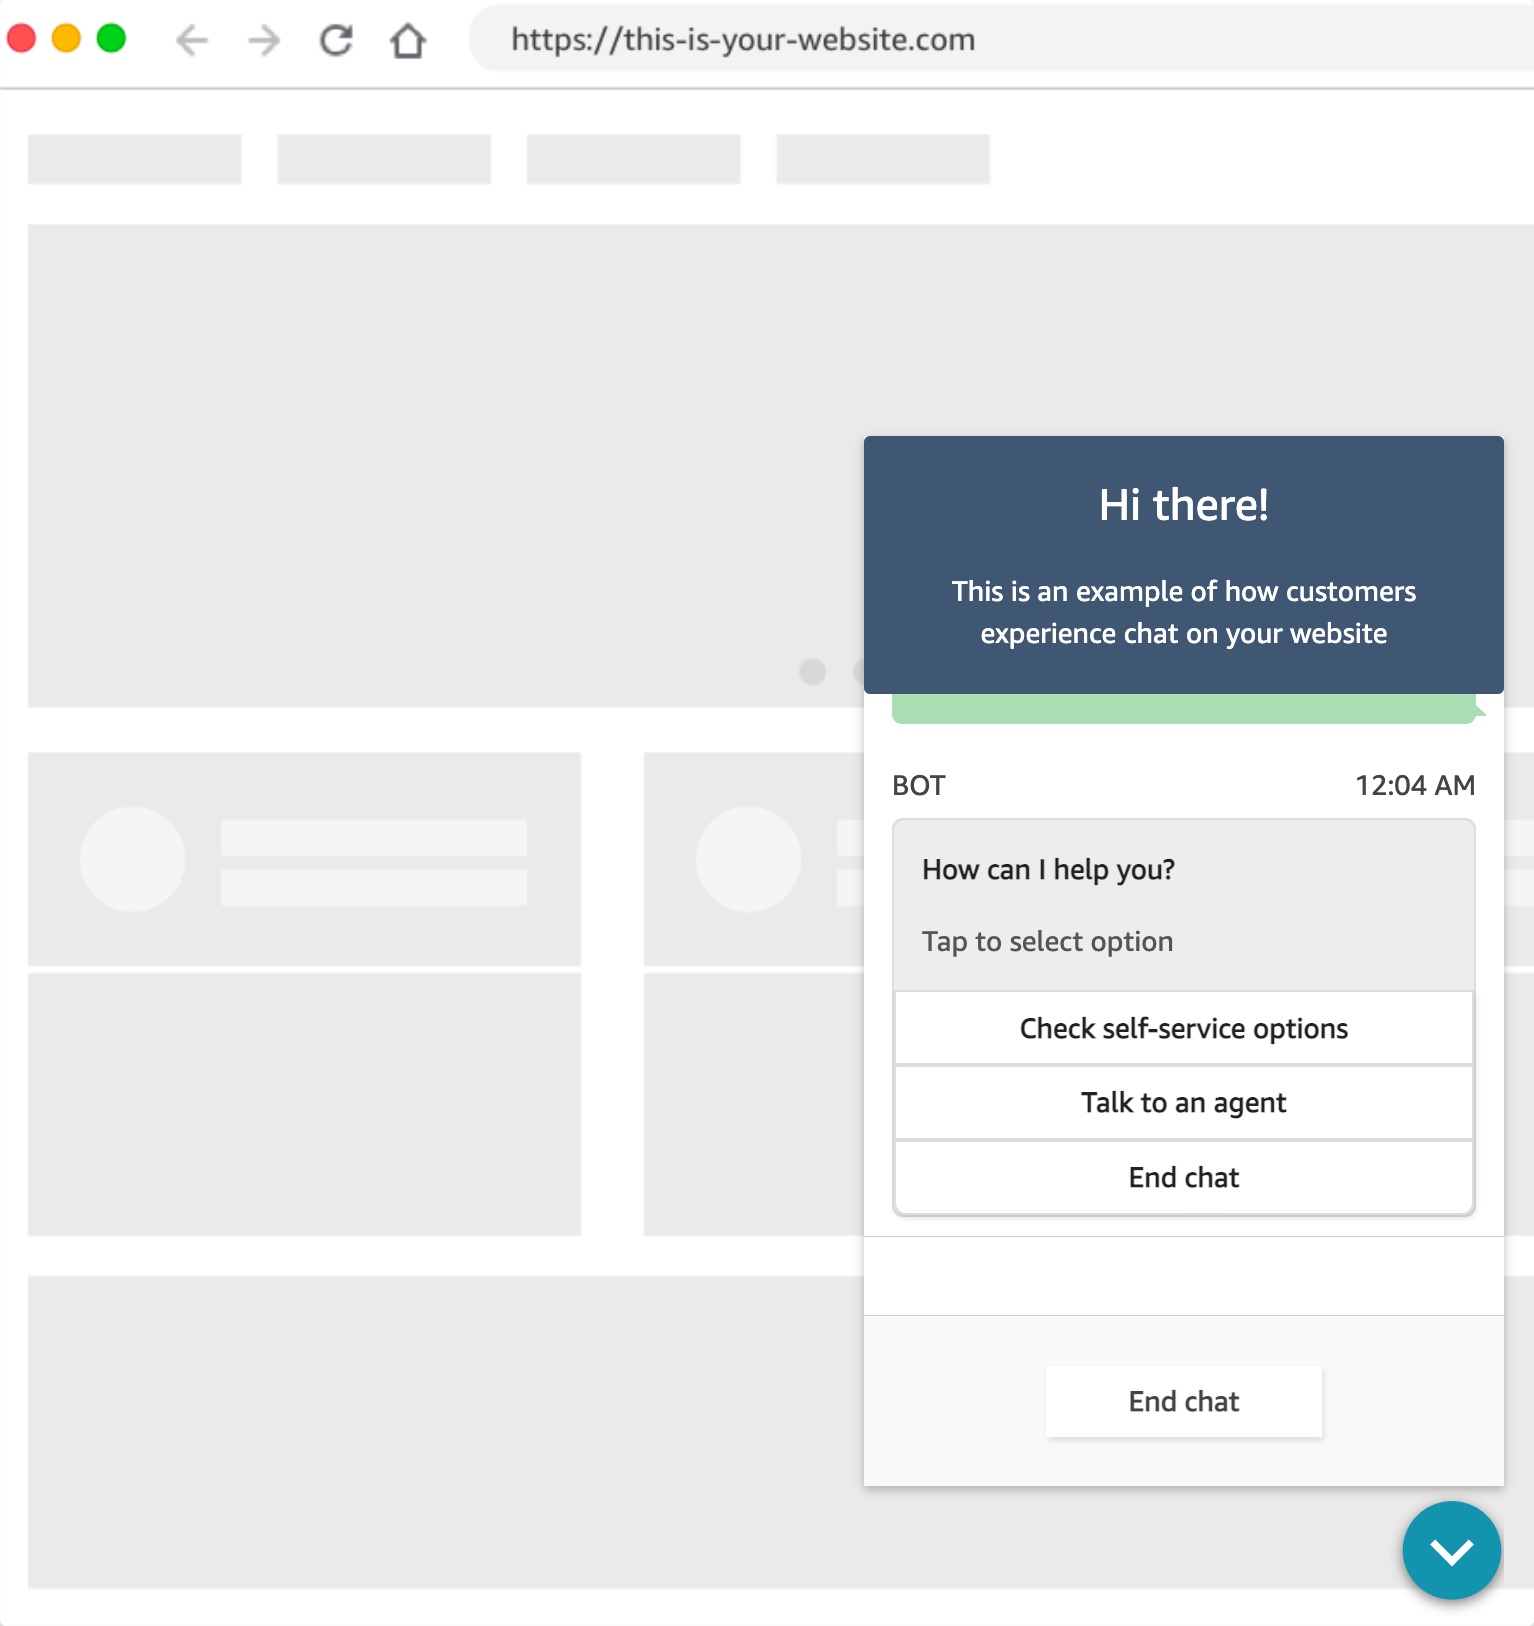 https://this-is-your-website.com
Hi there!
This is an example of how customers
experience chat on your website
BOT 12:04 AM
How can I help you?
Tap to select option
Check self-service options
Talk to an agent
End chat
End chat